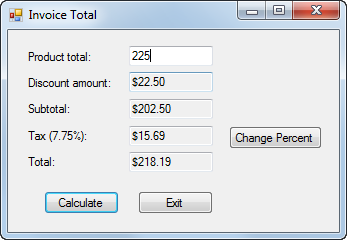 Invoice Total
Product total: 225
Discount amount: $22.50
Subtotal: $202.50
Tax (7.75%): $15.69
Change Percent
Total: $218.19
Calculate Exit